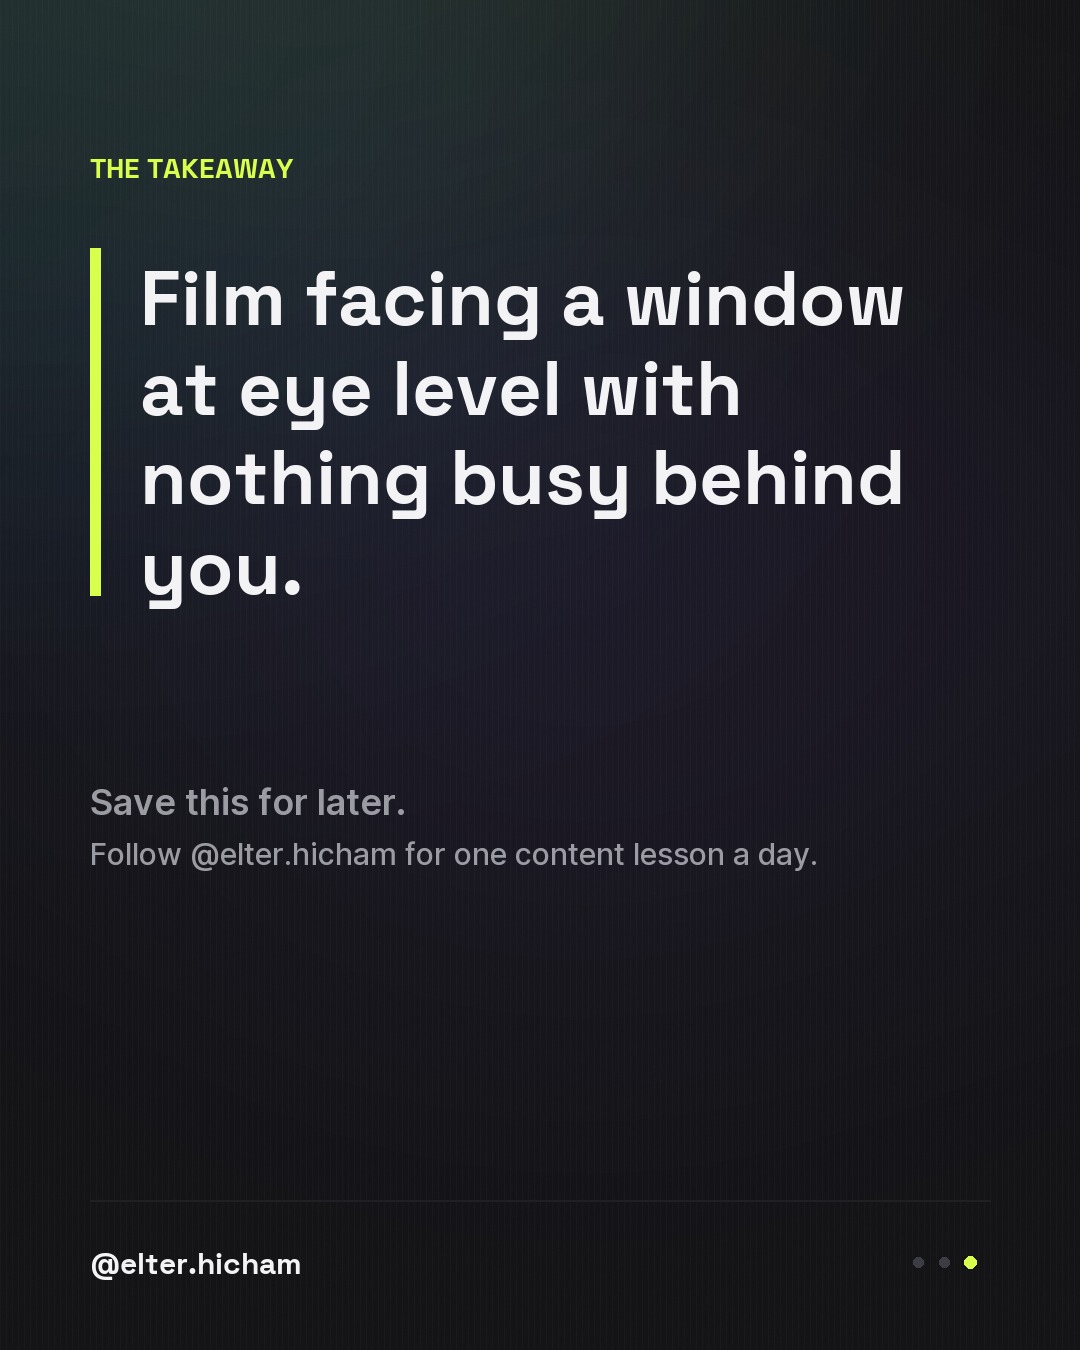 THE TAKEAWAY
Film facing a window
at eye level with
nothing busy behind
you.
Save this for later.
Follow @elter.hicham for one content lesson a day.
@elter.hicham